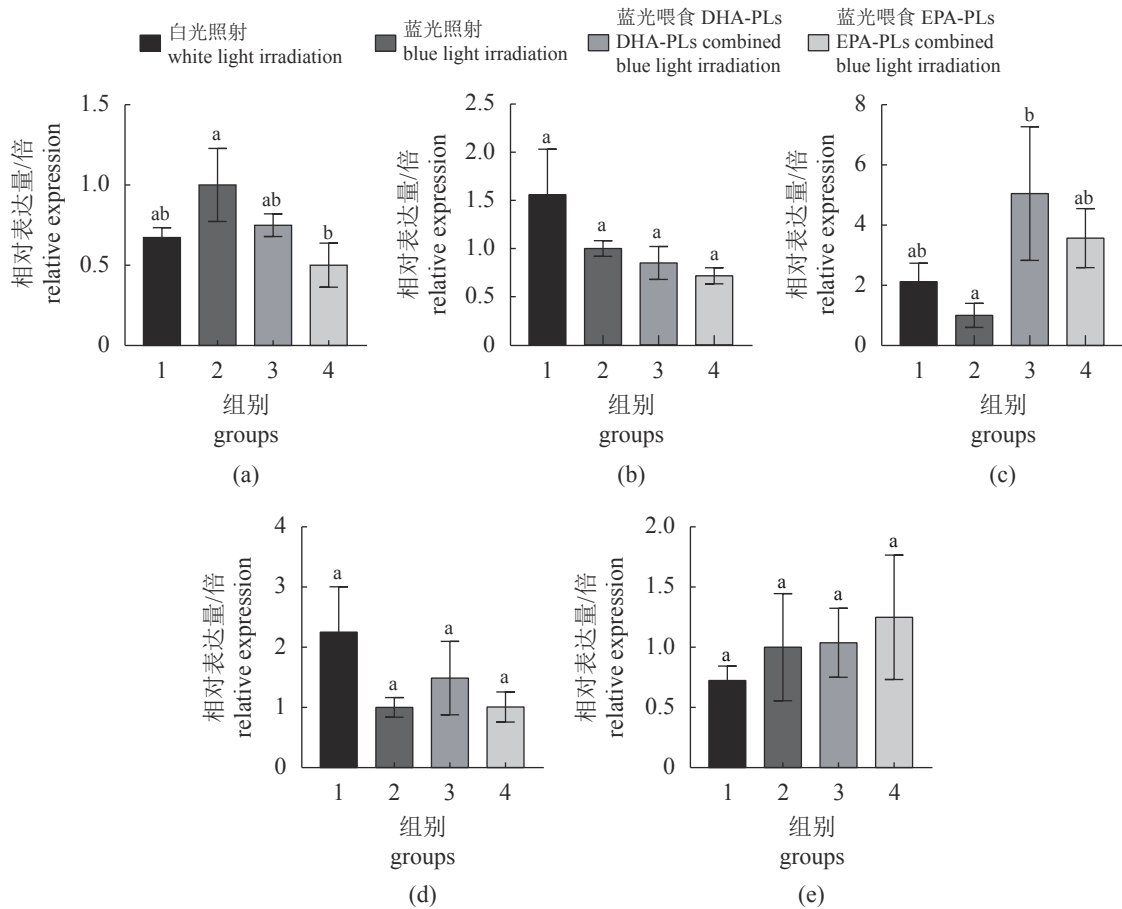 白光照射
white light irradiation
蓝光照射
blue light irradiation
蓝光喂食 DHA-PLs
DHA-PLs combined
blue light irradiation
蓝光喂食 EPA-PLs
EPA-PLs combined
blue light irradiation
相对表达量/倍
relative expression
1.5
1.0
0.5
0
ab
a
ab
b
1 2 3 4
组别
groups
(a)
相对表达量/倍
relative expression
2.5
2.0
1.5
1.0
0.5
0
a
a
a
a
1 2 3 4
组别
groups
(b)
相对表达量/倍
relative expression
8
6
4
2
0
ab
a
b
ab
1 2 3 4
组别
groups
(c)
相对表达量/倍
relative expression
4
3
2
1
0
a
a
a
a
1 2 3 4
组别
groups
(d)
相对表达量/倍
relative expression
2.0
1.5
1.0
0.5
0
a
a
a
a
1 2 3 4
组别
groups
(e)